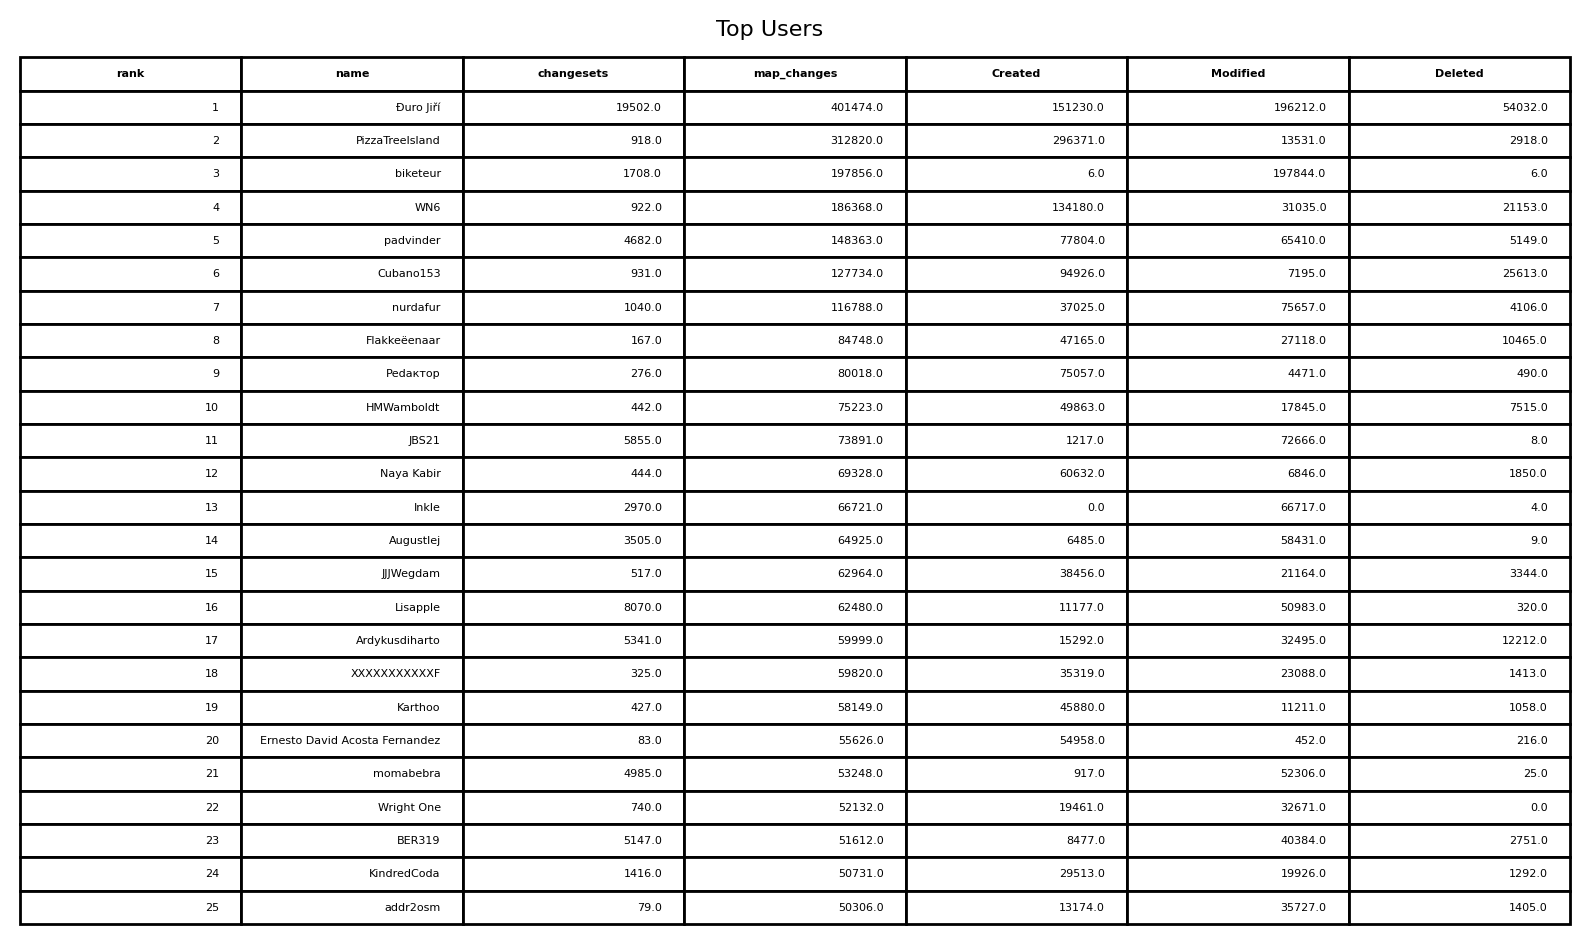 Top Users
rank name changesets map_changes Created Modified Deleted
1 Ðuro Jiří 19502.0 401474.0 151230.0 196212.0 54032.0
2 PizzaTreeIsland 918.0 312820.0 296371.0 13531.0 2918.0
3 biketeur 1708.0 197856.0 6.0 197844.0 6.0
4 WN6 922.0 186368.0 134180.0 31035.0 21153.0
5 padvinder 4682.0 148363.0 77804.0 65410.0 5149.0
6 Cubano153 931.0 127734.0 94926.0 7195.0 25613.0
7 nurdafur 1040.0 116788.0 37025.0 75657.0 4106.0
8 Flakkeëenaar 167.0 84748.0 47165.0 27118.0 10465.0
9 Pedaктор 276.0 80018.0 75057.0 4471.0 490.0
10 HMWamboldt 442.0 75223.0 49863.0 17845.0 7515.0
11 JBS21 5855.0 73891.0 1217.0 72666.0 8.0
12 Naya Kabir 444.0 69328.0 60632.0 6846.0 1850.0
13 Inkle 2970.0 66721.0 0.0 66717.0 4.0
14 Augustlej 3505.0 64925.0 6485.0 58431.0 9.0
15 JJJWegdam 517.0 62964.0 38456.0 21164.0 3344.0
16 Lisapple 8070.0 62480.0 11177.0 50983.0 320.0
17 Ardykusdiharto 5341.0 59999.0 15292.0 32495.0 12212.0
18 XXXXXXXXXXXF 325.0 59820.0 35319.0 23088.0 1413.0
19 Karthoo 427.0 58149.0 45880.0 11211.0 1058.0
20 Ernesto David Acosta Fernandez 83.0 55626.0 54958.0 452.0 216.0
21 momabebra 4985.0 53248.0 917.0 52306.0 25.0
22 Wright One 740.0 52132.0 19461.0 32671.0 0.0
23 BER319 5147.0 51612.0 8477.0 40384.0 2751.0
24 KindredCoda 1416.0 50731.0 29513.0 19926.0 1292.0
25 addr2osm 79.0 50306.0 13174.0 35727.0 1405.0